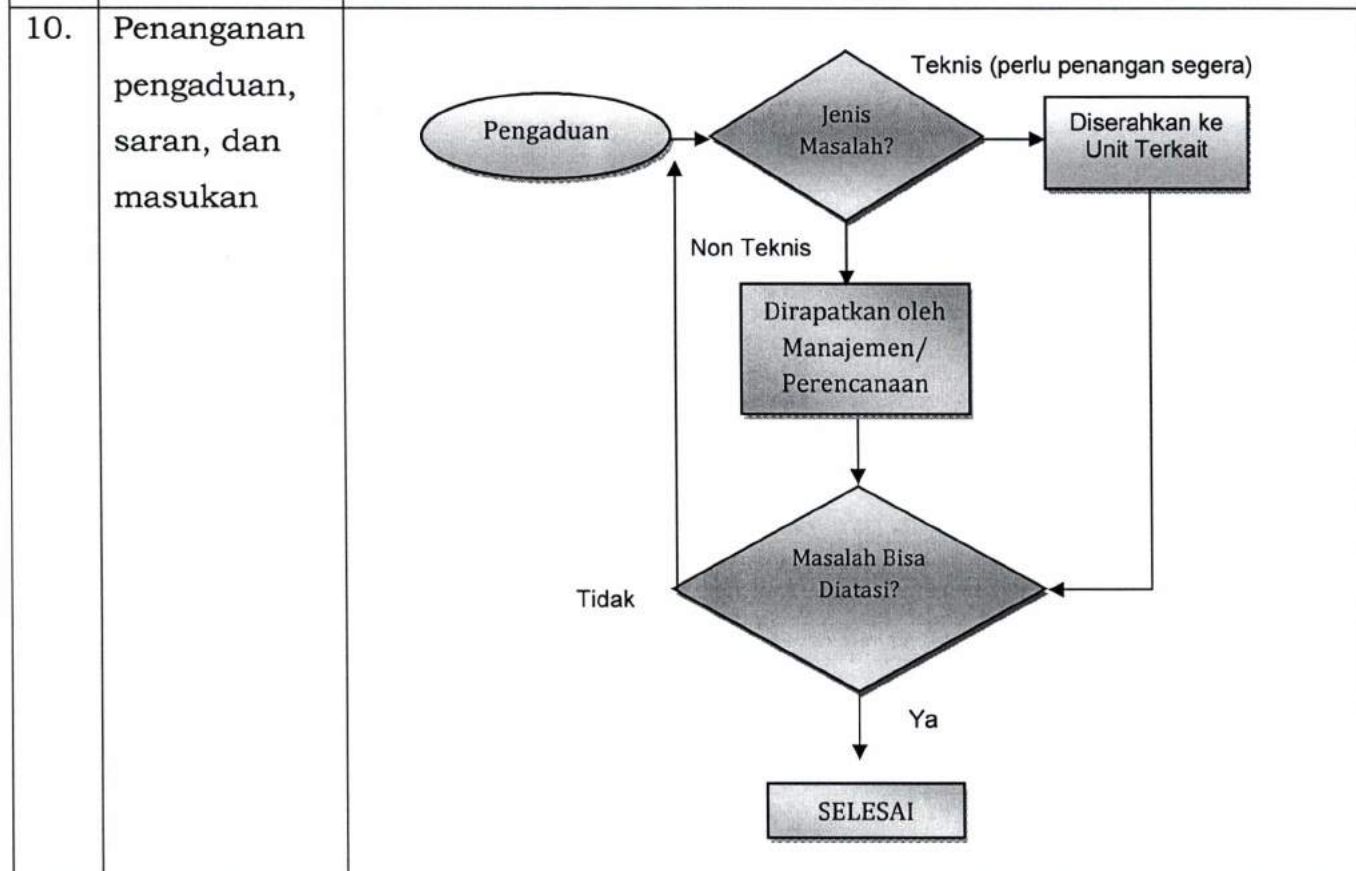 10.
Penanganan
pengaduan,
saran, dan
masukan
Pengaduan
Jenis
Masalah?
Teknis (perlu penangan segera)
Diserahkan ke
Unit Terkait
Non Teknis
Dirapatkan oleh
Manajemen/
Perencanaan
Masalah Bisa
Diatasi?
Tidak
Ya
SELESAI